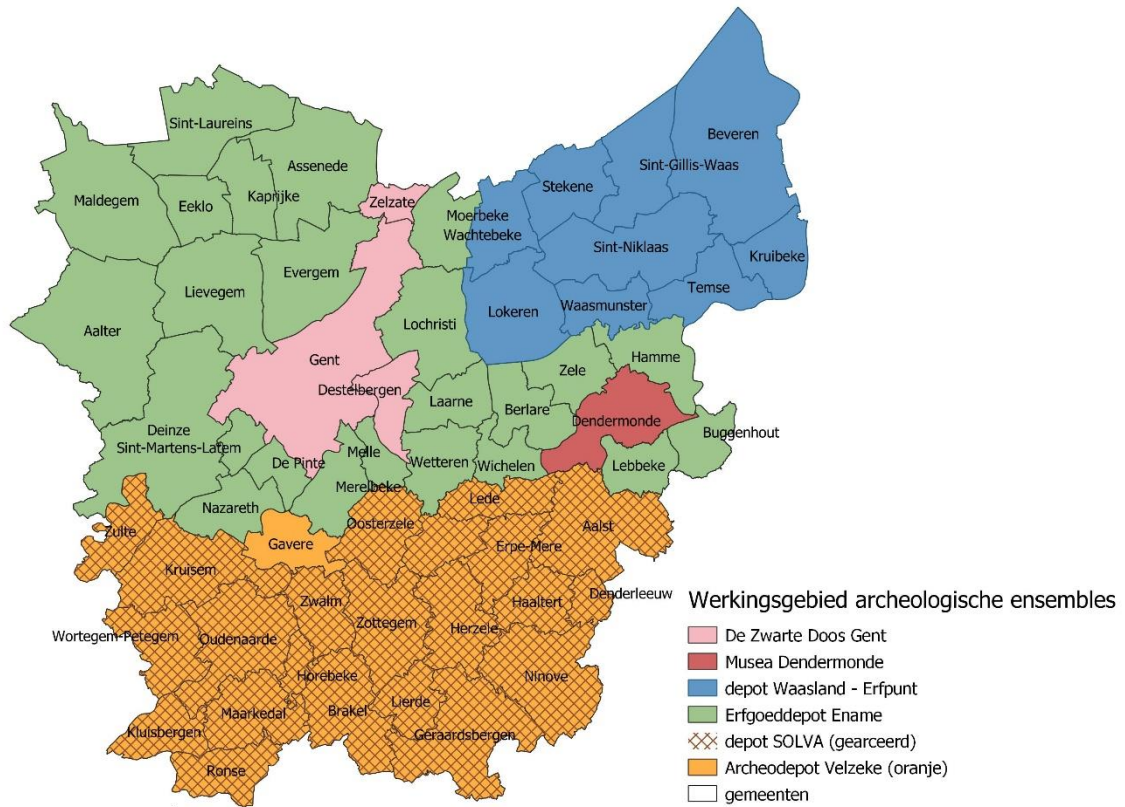 Sint-Laureins
Beveren
Assenede
Sint-Gillis-Waas
Maldegem
Eeklo
Kaprijke
Zelzate
Stekene
Moerbeke
Wachtebeke
Sint-Niklaas
Kruibeke
Evergem
Lievegem
Temse
Lokeren
Waasmunster
Aalter
Lochristi
Gent
Hamme
Zele
Destelbergen
Laarne
Berlare
Dendermonde
Deinze
Sint-Martens-Latem
Buggenhout
De Pinte
Melle
Wetteren
Wichelen
Lebbeke
Merelbeke
Nazareth
Lede
Oosterzele
Aalst
Zulte
Gavere
Erpe-Mere
Kruisem
Denderleeuw
Zwalm
Haaltert
Zottegem
Herzele
Wortegem-Petegem
Oudenaarde
Horebeke
Ninove
Maarkedal
Brakel
Lierde
Kluisbergen
Geraardsbergen
Ronse
Werkingsgebied archeologische ensembles
De Zwarte Doos Gent
Musea Dendermonde
depot Waasland - Erfpunt
Erfgoeddepot Ename
depot SOLVA (gearceerd)
Archeodepot Velzeke (oranje)
gemeenten